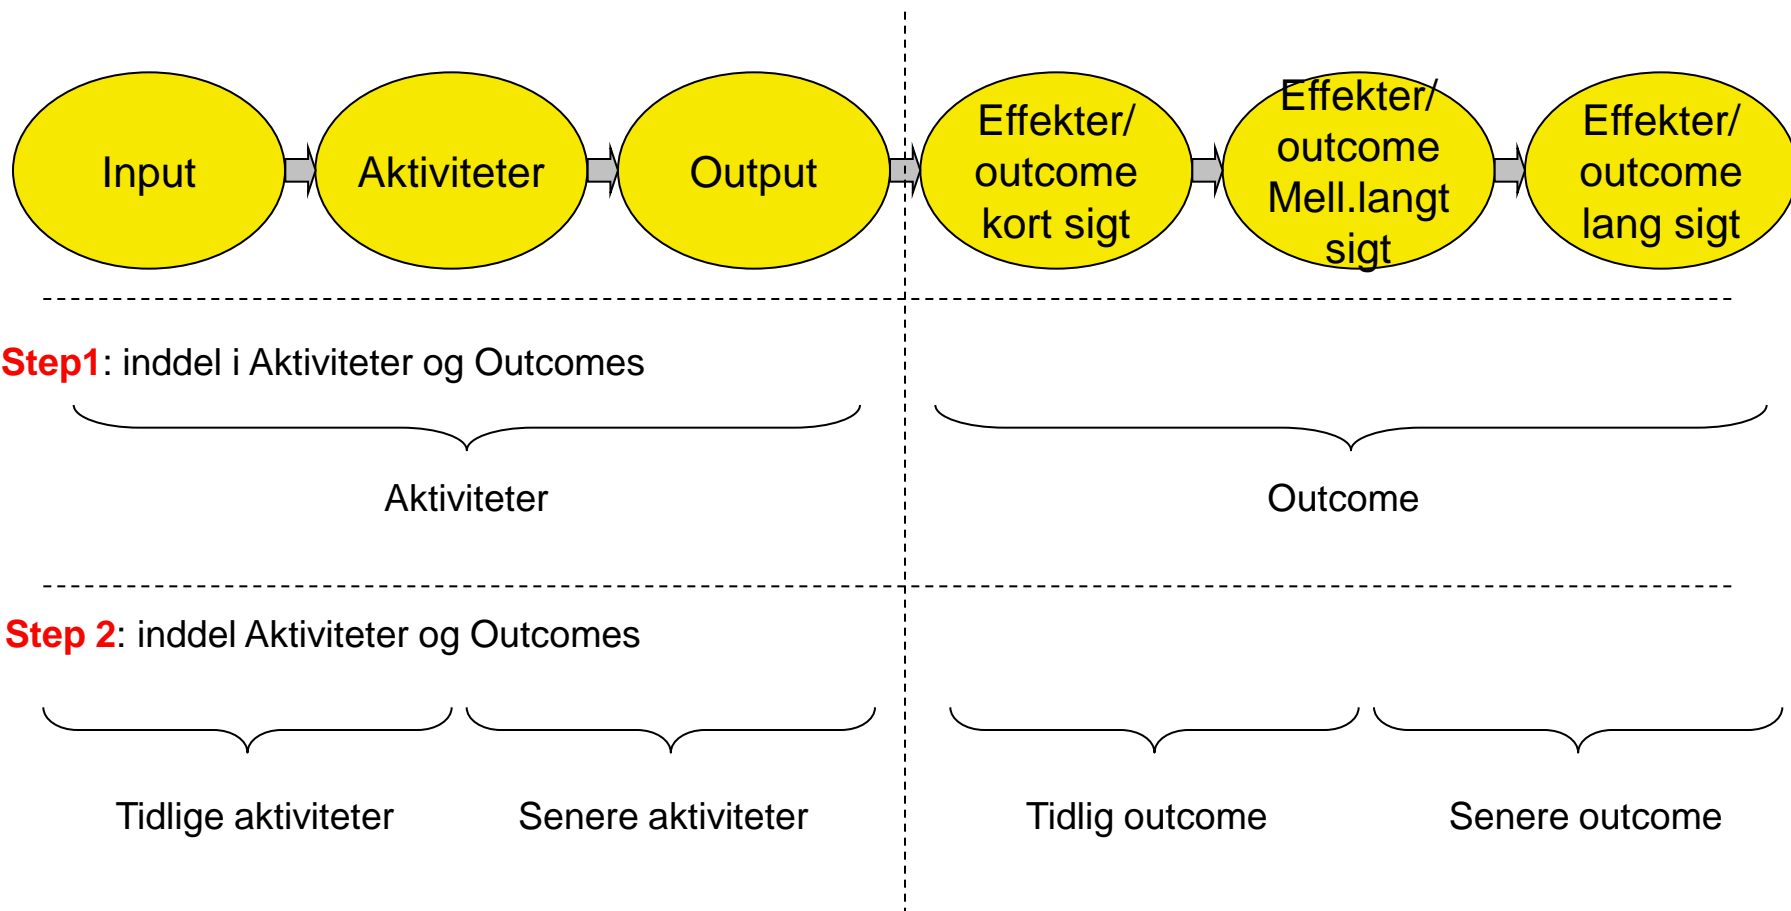 Input
Aktiviteter
Output
Effekter/
outcome
kort sigt
Effekter/
outcome
Mell.langt
sigt
Effekter/
outcome
lang sigt
Step1: inddel i Aktiviteter og Outcomes
Aktiviteter
Outcome
Step 2: inddel Aktiviteter og Outcomes
Tidlige aktiviteter
Senere aktiviteter
Tidlig outcome
Senere outcome